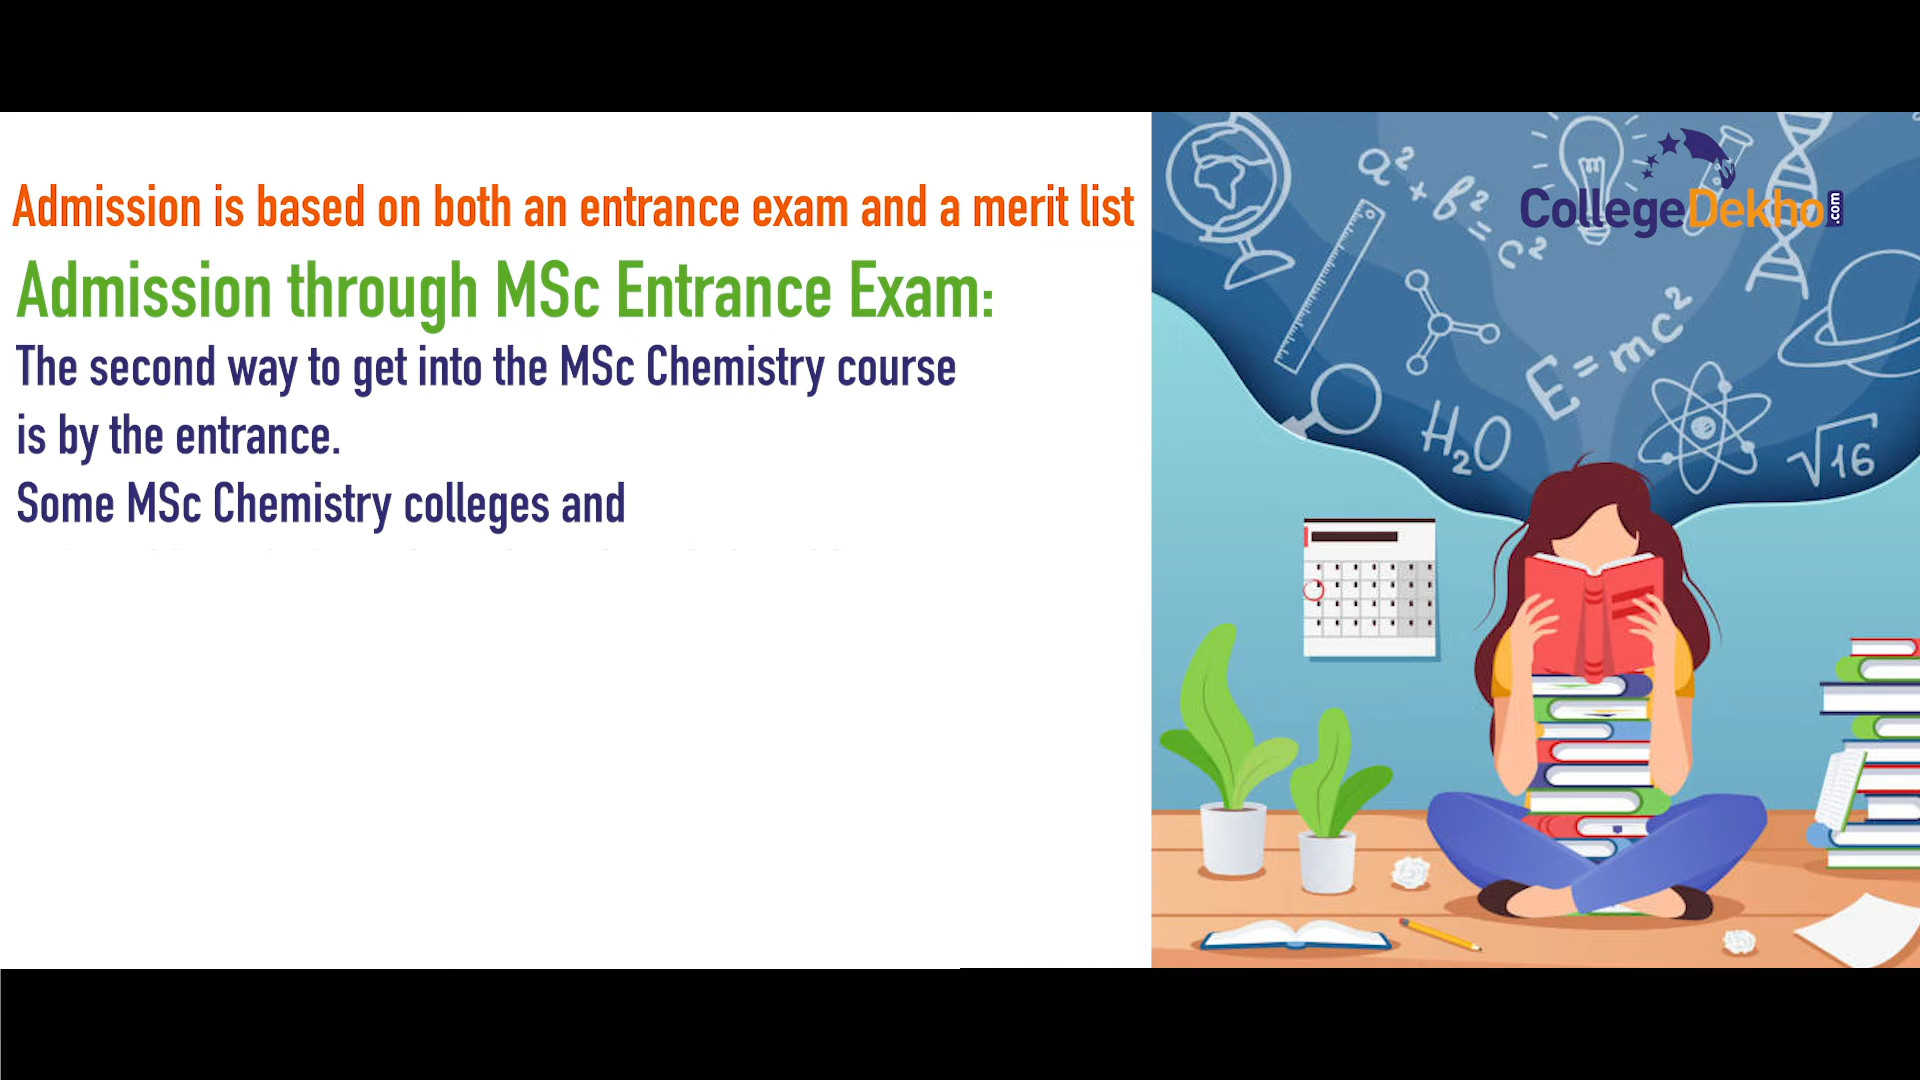 Admission is based on both an entrance exam and a merit list
Admission through MSc Entrance Exam:
The second way to get into the MSc Chemistry course
is by the entrance.
Some MSc Chemistry colleges and
CollegeDekho.com
a² + b² = c²
E=mc²
H₂O
√16